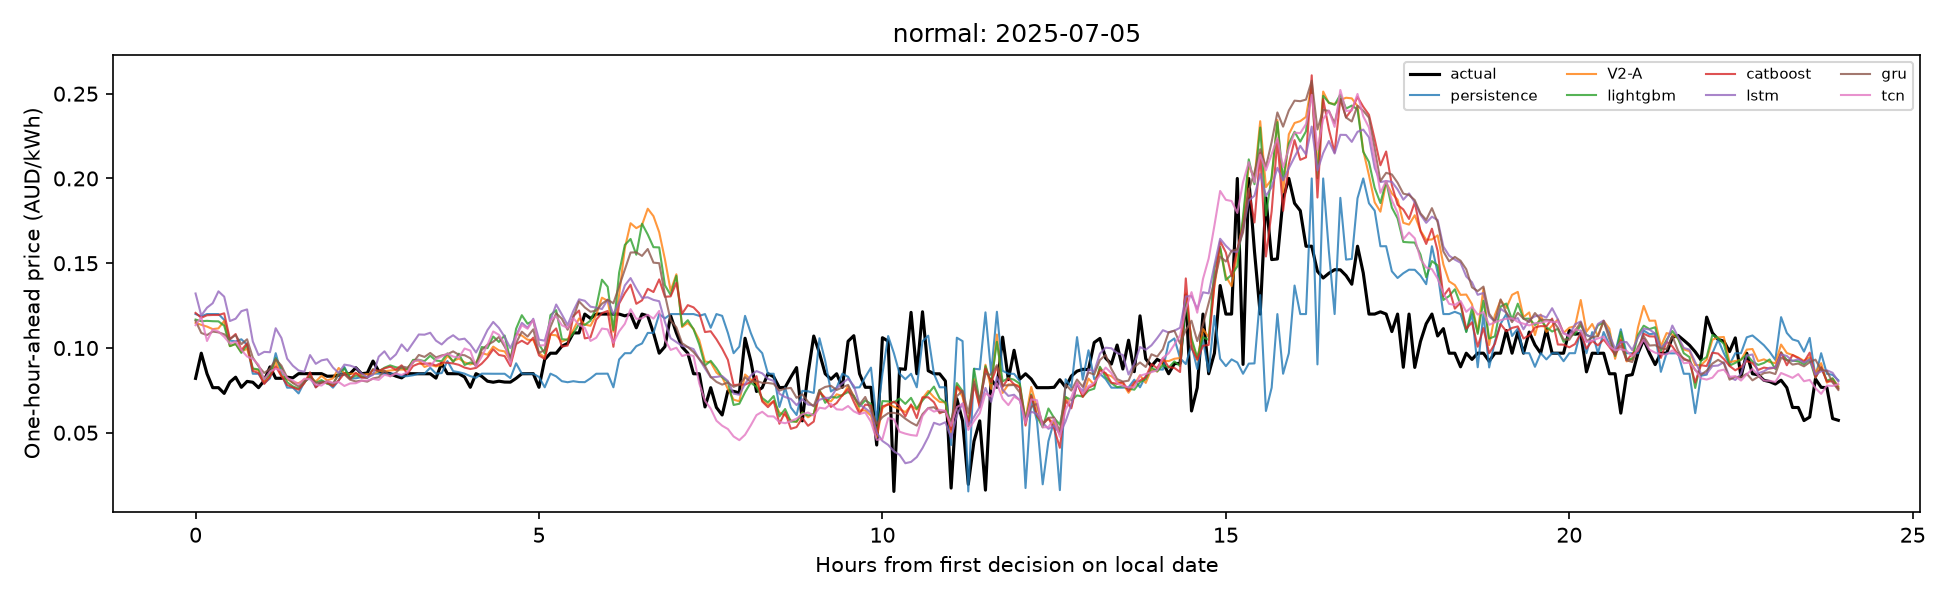 normal: 2025-07-05
One-hour-ahead price (AUD/kWh)
0.25
0.20
0.15
0.10
0.05
actual
persistence
V2-A
lightgbm
catboost
lstm
gru
tcn
0
5
10
15
20
25
Hours from first decision on local date